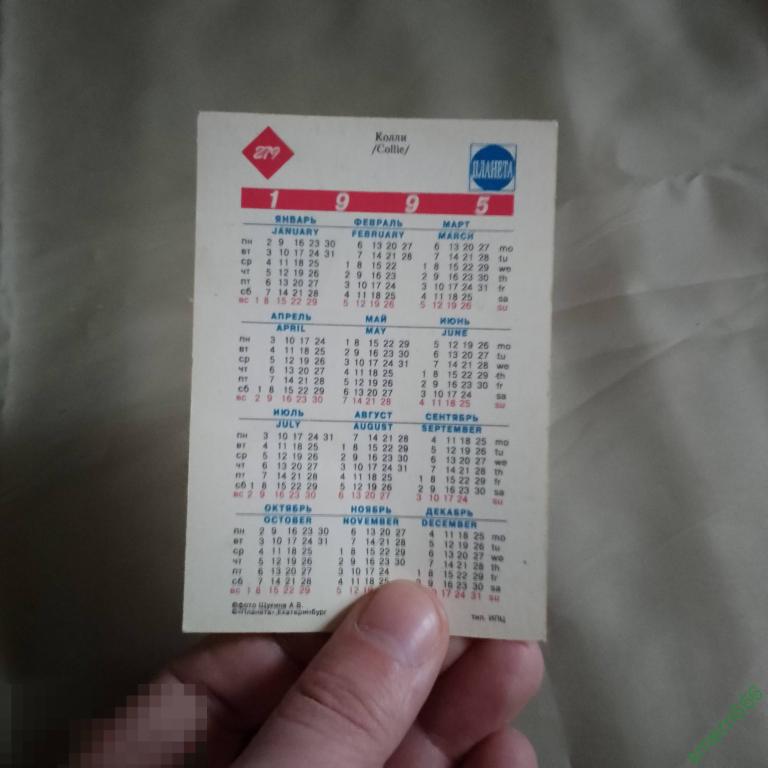 279
Колли
/Collie/
ПЛАНЕТА
1 9 9 5
ЯНВАРЬ ФЕВРАЛЬ МАРТ
JANUARY FEBRUARY MARCH
пн 2 9 16 23 30 6 13 20 27 6 13 20 27 mo
вт 3 10 17 24 31 7 14 21 28 7 14 21 28 tu
ср 4 11 18 25 1 8 15 22 1 8 15 22 29 we
чт 5 12 19 26 2 9 16 23 2 9 16 23 30 th
пт 6 13 20 27 3 10 17 24 3 10 17 24 31 fr
сб 7 14 21 28 4 11 18 25 4 11 18 25 sa
вс 1 8 15 22 29 5 12 19 26 5 12 19 26 su
АПРЕЛЬ МАЙ ИЮНЬ
APRIL MAY JUNE
пн 3 10 17 24 1 8 15 22 29 5 12 19 26 mo
вт 4 11 18 25 2 9 16 23 30 6 13 20 27 tu
ср 5 12 19 26 3 10 17 24 31 7 14 21 28 we
чт 6 13 20 27 4 11 18 25 1 8 15 22 29 th
пт 7 14 21 28 5 12 19 26 2 9 16 23 30 fr
сб 1 8 15 22 29 6 13 20 27 3 10 17 24 sa
вс 2 9 16 23 30 7 14 21 28 4 11 18 25 su
ИЮЛЬ АВГУСТ СЕНТЯБРЬ
JULY AUGUST SEPTEMBER
пн 3 10 17 24 31 7 14 21 28 4 11 18 25 mo
вт 4 11 18 25 1 8 15 22 29 5 12 19 26 tu
ср 5 12 19 26 2 9 16 23 30 6 13 20 27 we
чт 6 13 20 27 3 10 17 24 31 7 14 21 28 th
пт 7 14 21 28 4 11 18 25 1 8 15 22 29 fr
сб 1 8 15 22 29 5 12 19 26 2 9 16 23 30 sa
вс 2 9 16 23 30 6 13 20 27 3 10 17 24 su
ОКТЯБРЬ НОЯБРЬ ДЕКАБРЬ
OCTOBER NOVEMBER DECEMBER
пн 2 9 16 23 30 6 13 20 27 4 11 18 25 mo
вт 3 10 17 24 31 7 14 21 28 5 12 19 26 tu
ср 4 11 18 25 1 8 15 22 29 6 13 20 27 we
чт 5 12 19 26 2 9 16 23 30 7 14 21 28 th
пт 6 13 20 27 3 10 17 24 1 8 15 22 29 fr
сб 7 14 21 28 4 11 18 25 9 16 23 30 sa
вс 1 8 15 22 29 5 10 17 24 31 su
©фото Щукина А.В.
©«Планета», Екатеринбург
тип. ИПЦ